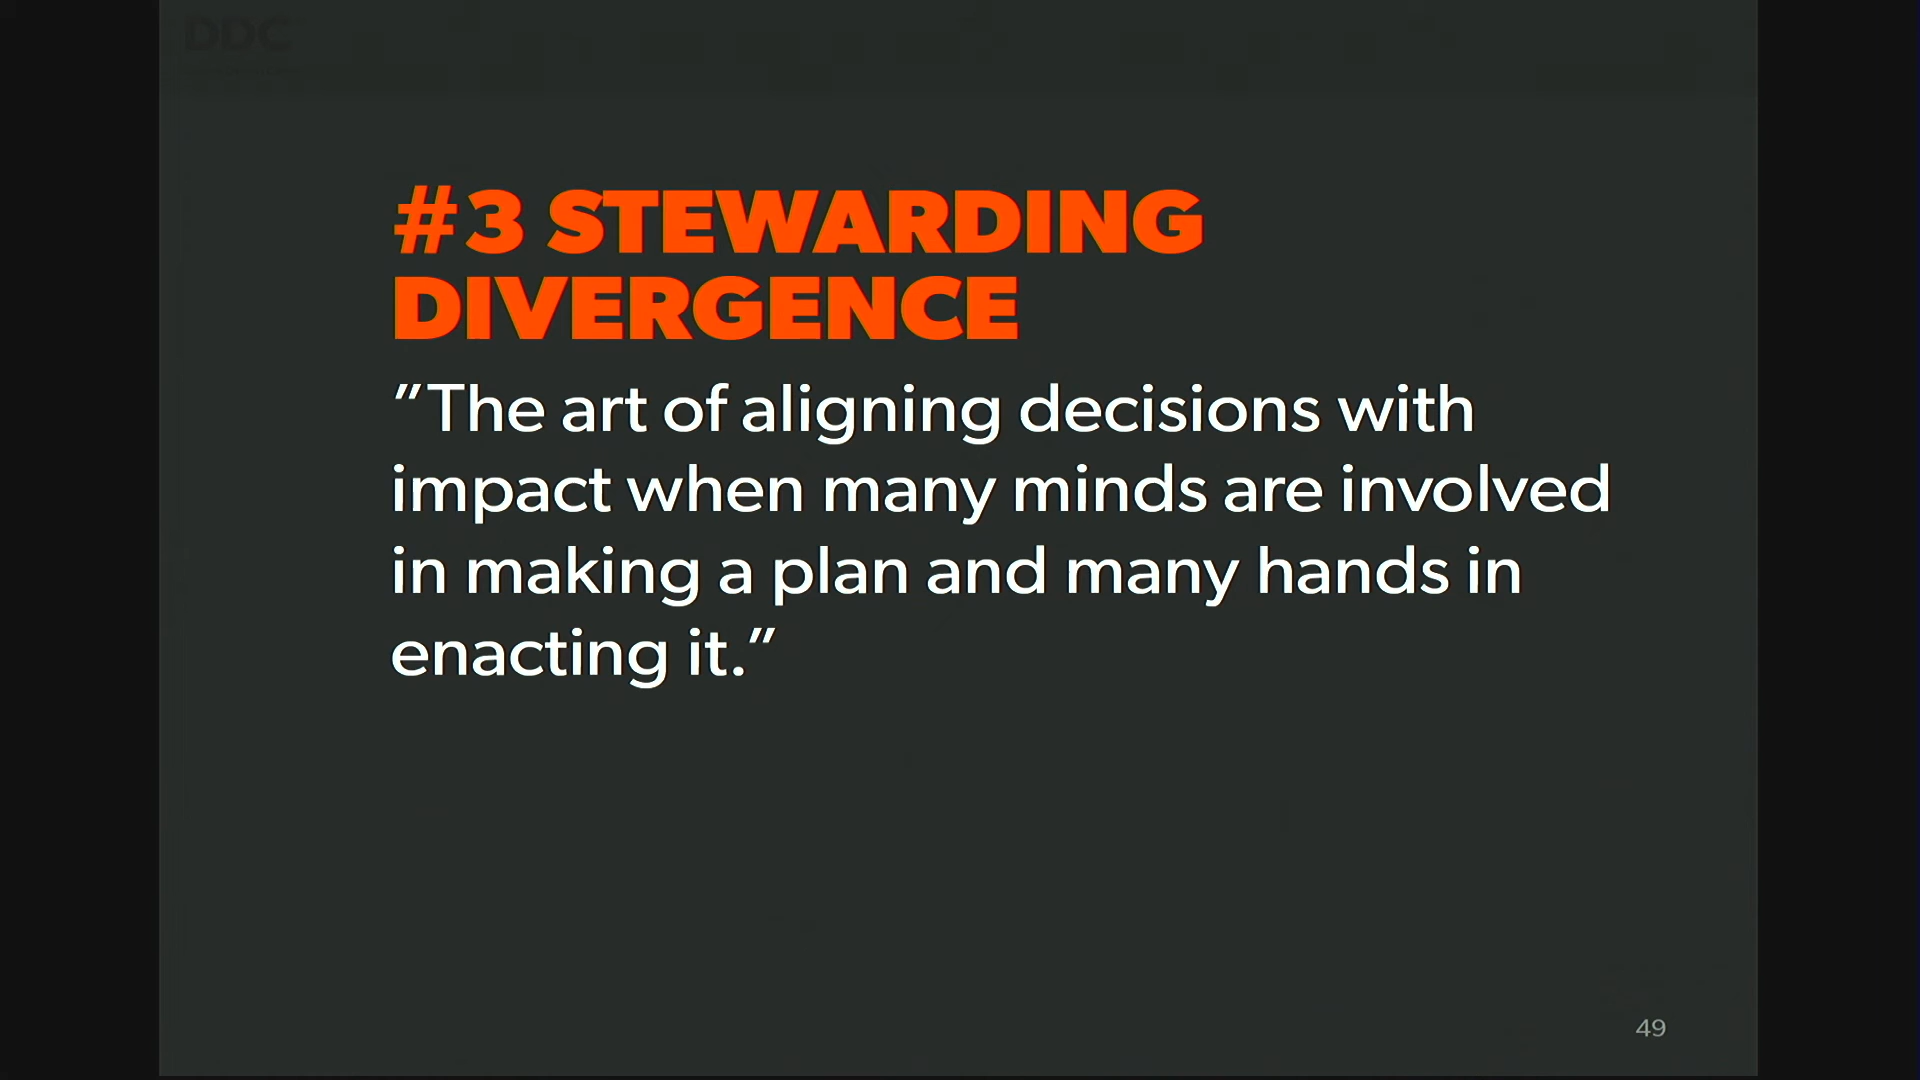 DDC
#3 STEWARDING
DIVERGENCE
"The art of aligning decisions with
impact when many minds are involved
in making a plan and many hands in
enacting it."
49